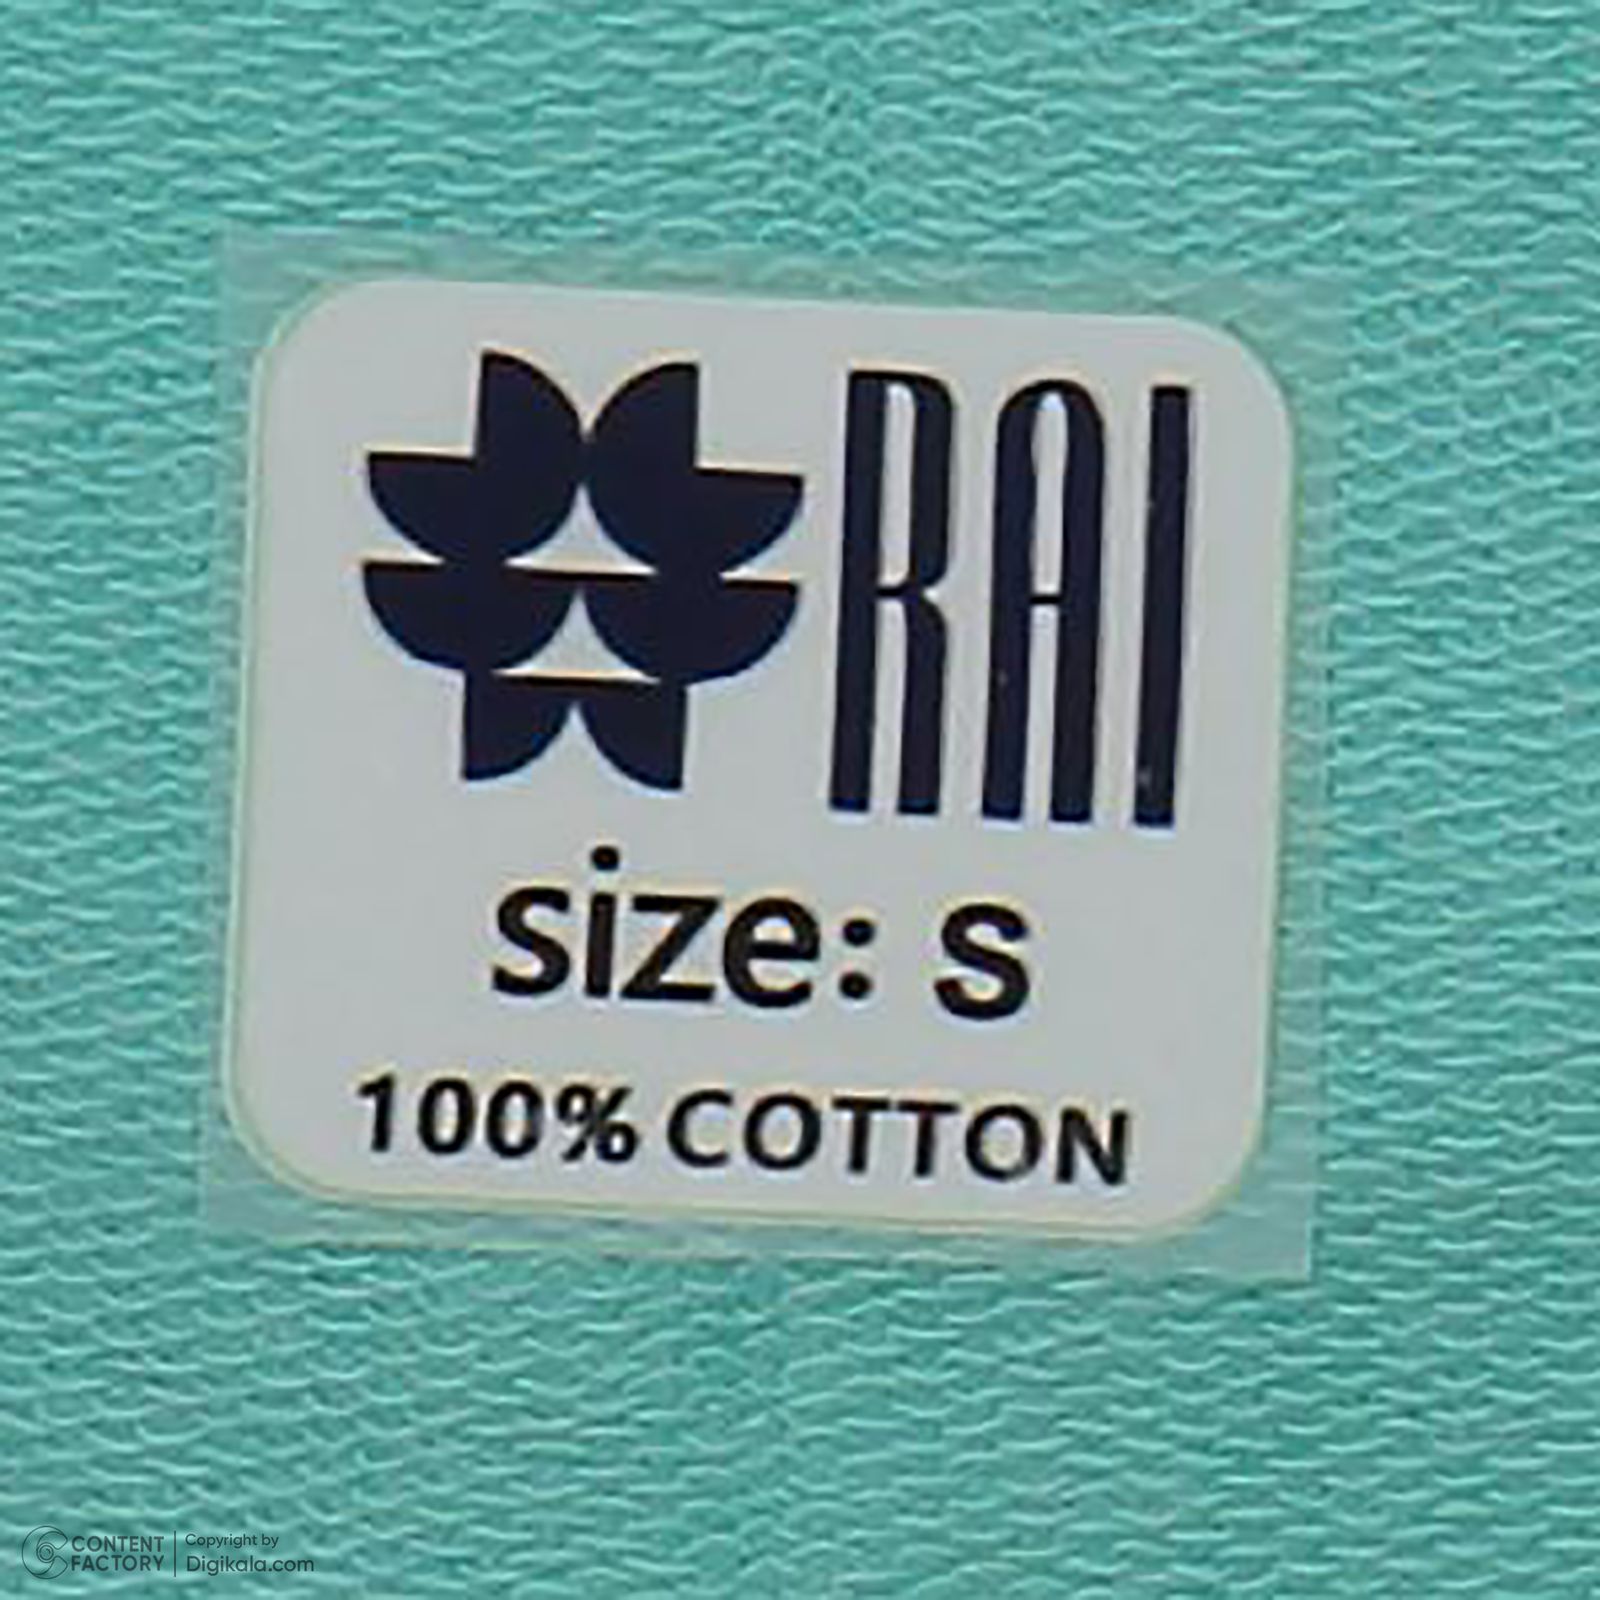 RAI
size: s
100% COTTON
CONTENT FACTORY
Copyright by
Digikala.com